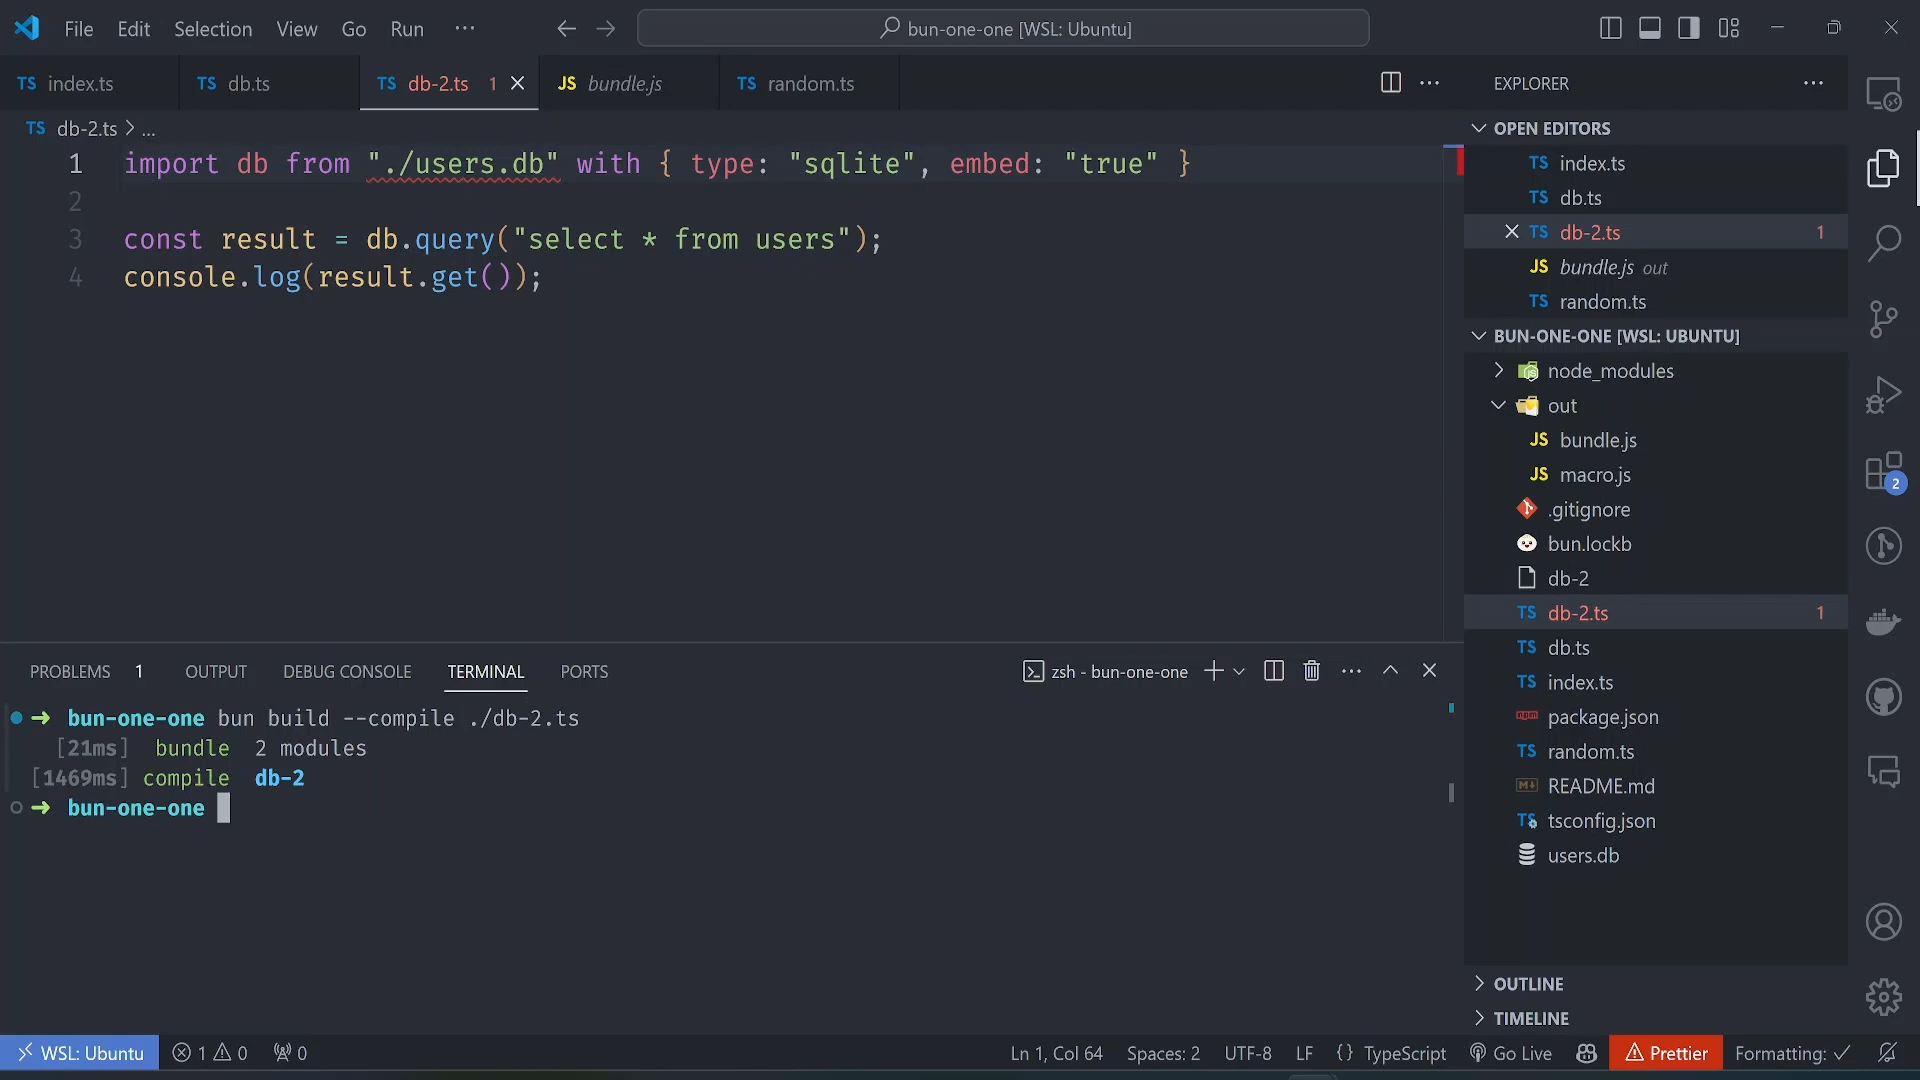 File Edit Selection View Go Run ··· bun-one-one [WSL: Ubuntu]
TS index.ts TS db.ts TS db-2.ts 1 JS bundle.js TS random.ts
TS db-2.ts > ...
1 import db from "./users.db" with { type: "sqlite", embed: "true" }
2
3 const result = db.query("select * from users");
4 console.log(result.get());
PROBLEMS 1 OUTPUT DEBUG CONSOLE TERMINAL PORTS zsh - bun-one-one
➜ bun-one-one bun build --compile ./db-2.ts
[21ms] bundle 2 modules
[1469ms] compile db-2
➜ bun-one-one
EXPLORER
OPEN EDITORS
TS index.ts
TS db.ts
TS db-2.ts 1
JS bundle.js out
TS random.ts
BUN-ONE-ONE [WSL: UBUNTU]
node_modules
out
JS bundle.js
JS macro.js
.gitignore
bun.lockb
db-2
TS db-2.ts 1
TS db.ts
TS index.ts
npm package.json
TS random.ts
M README.md
TS tsconfig.json
users.db
OUTLINE
TIMELINE
2
WSL: Ubuntu 1 0 0 Ln 1, Col 64 Spaces: 2 UTF-8 LF {} TypeScript Go Live Prettier Formatting: ✓